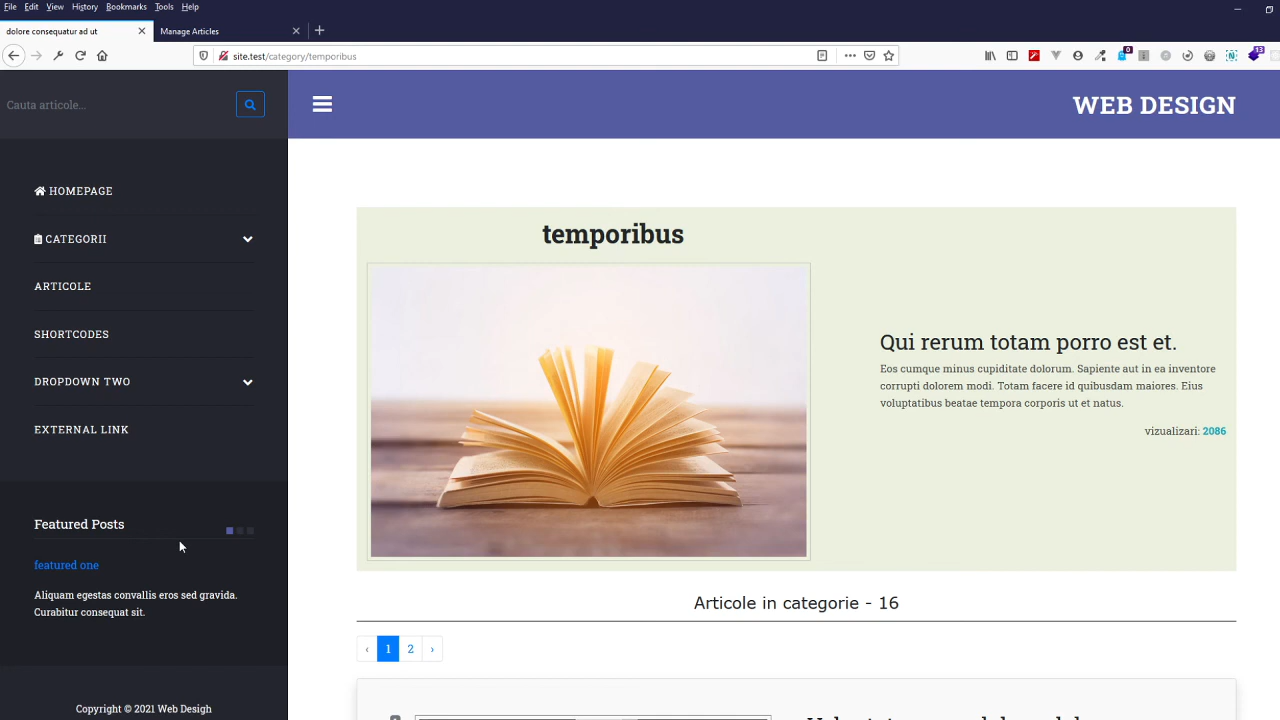 File Edit View History Bookmarks Tools Help
dolore consequatur ad ut
Manage Articles
site.test/category/temporibus
0
13
Cauta articole...
WEB DESIGN
HOMEPAGE
CATEGORII
ARTICOLE
SHORTCODES
DROPDOWN TWO
EXTERNAL LINK
Featured Posts
featured one
Aliquam egestas convallis eros sed gravida.
Curabitur consequat sit.
Copyright © 2021 Web Desigh
temporibus
Qui rerum totam porro est et.
Eos cumque minus cupiditate dolorum. Sapiente aut in ea inventore
corrupti dolorem modi. Totam facere id quibusdam maiores. Eius
voluptatibus beatae tempora corporis ut et natus.
vizualizari: 2086
Articole in categorie - 16
‹ 1 2 ›